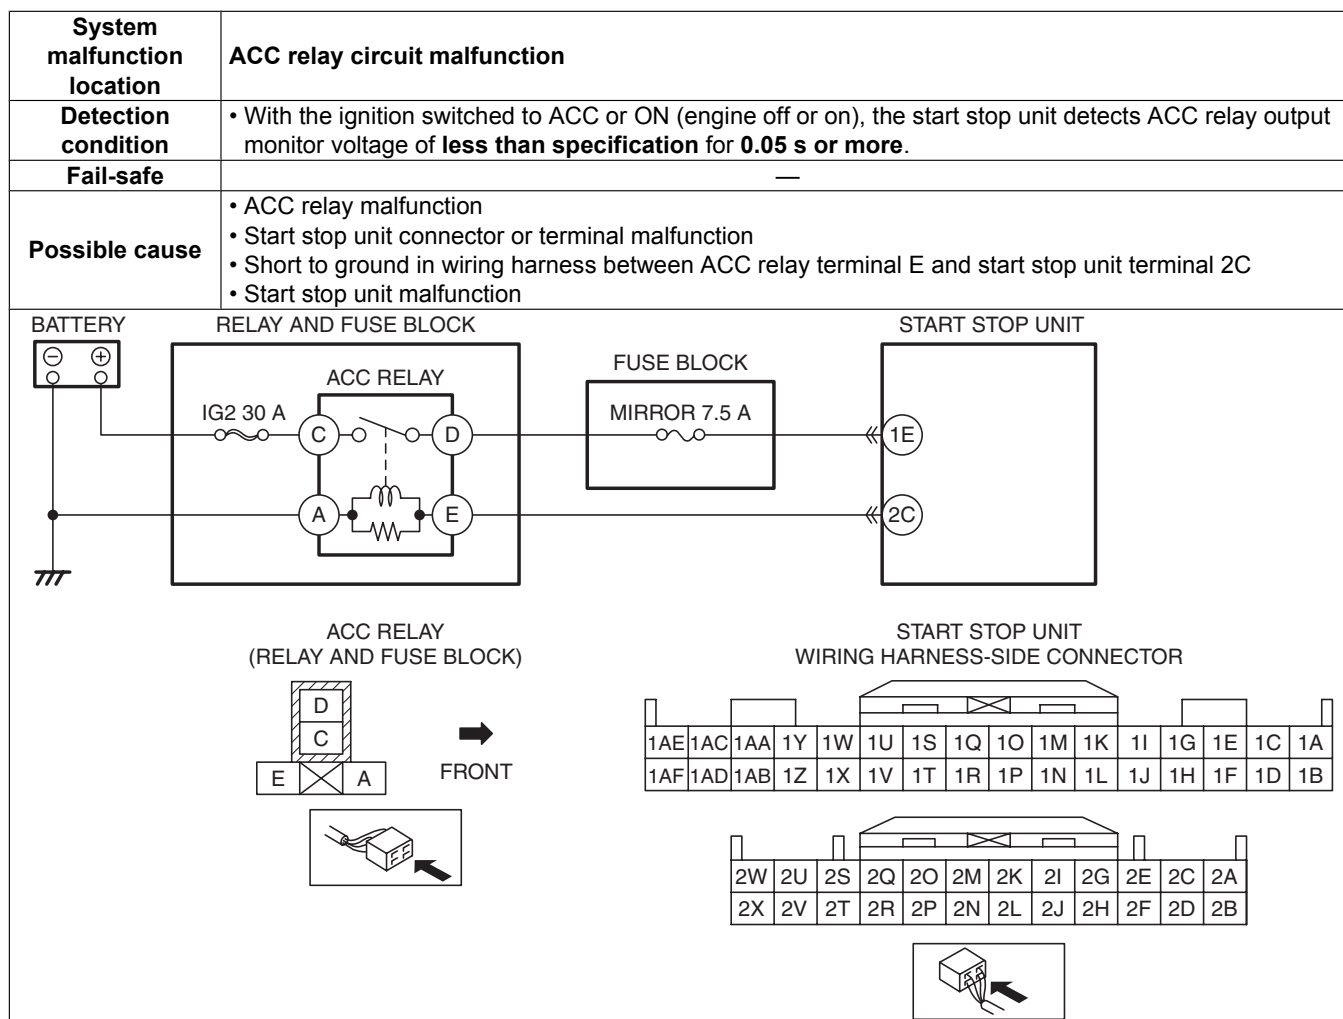 System
malfunction
location
ACC relay circuit malfunction
Detection
condition
• With the ignition switched to ACC or ON (engine off or on), the start stop unit detects ACC relay output
monitor voltage of less than specification for 0.05 s or more.
Fail-safe
—
Possible cause
• ACC relay malfunction
• Start stop unit connector or terminal malfunction
• Short to ground in wiring harness between ACC relay terminal E and start stop unit terminal 2C
• Start stop unit malfunction
BATTERY
RELAY AND FUSE BLOCK
START STOP UNIT
FUSE BLOCK
ACC RELAY
IG2 30 A
MIRROR 7.5 A
− +
C D 1E
A E 2C
ACC RELAY
(RELAY AND FUSE BLOCK)
D
C
E A
FRONT
START STOP UNIT
WIRING HARNESS-SIDE CONNECTOR
1AE 1AC 1AA 1Y 1W 1U 1S 1Q 1O 1M 1K 1I 1G 1E 1C 1A
1AF 1AD 1AB 1Z 1X 1V 1T 1R 1P 1N 1L 1J 1H 1F 1D 1B
2W 2U 2S 2Q 2O 2M 2K 2I 2G 2E 2C 2A
2X 2V 2T 2R 2P 2N 2L 2J 2H 2F 2D 2B